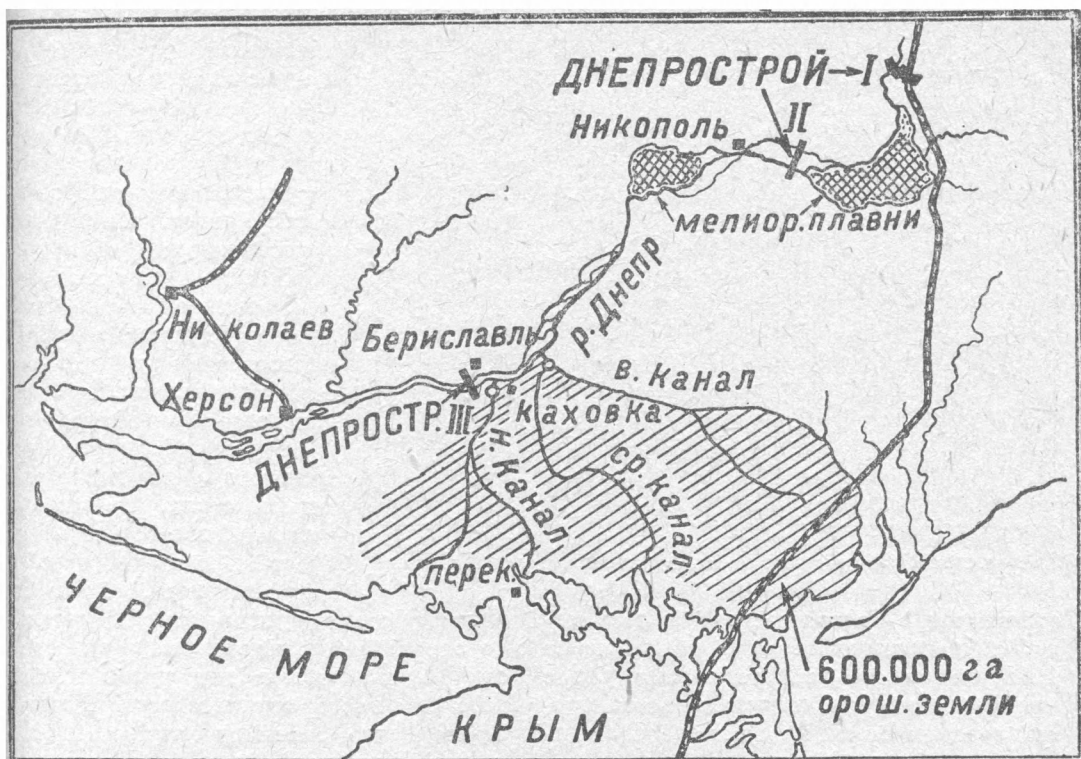 ДНЕПРОСТРОЙ→I
II
Никополь
мелиор.плавни
р.Днепр
Николаев
Бериславль
Херсон
в. канал
каховка
ДНЕПРОСТР.III
н. канал
ср. канал
перек.
ЧЕРНОЕ МОРЕ
КРЫМ
600.000 га
орош. земли